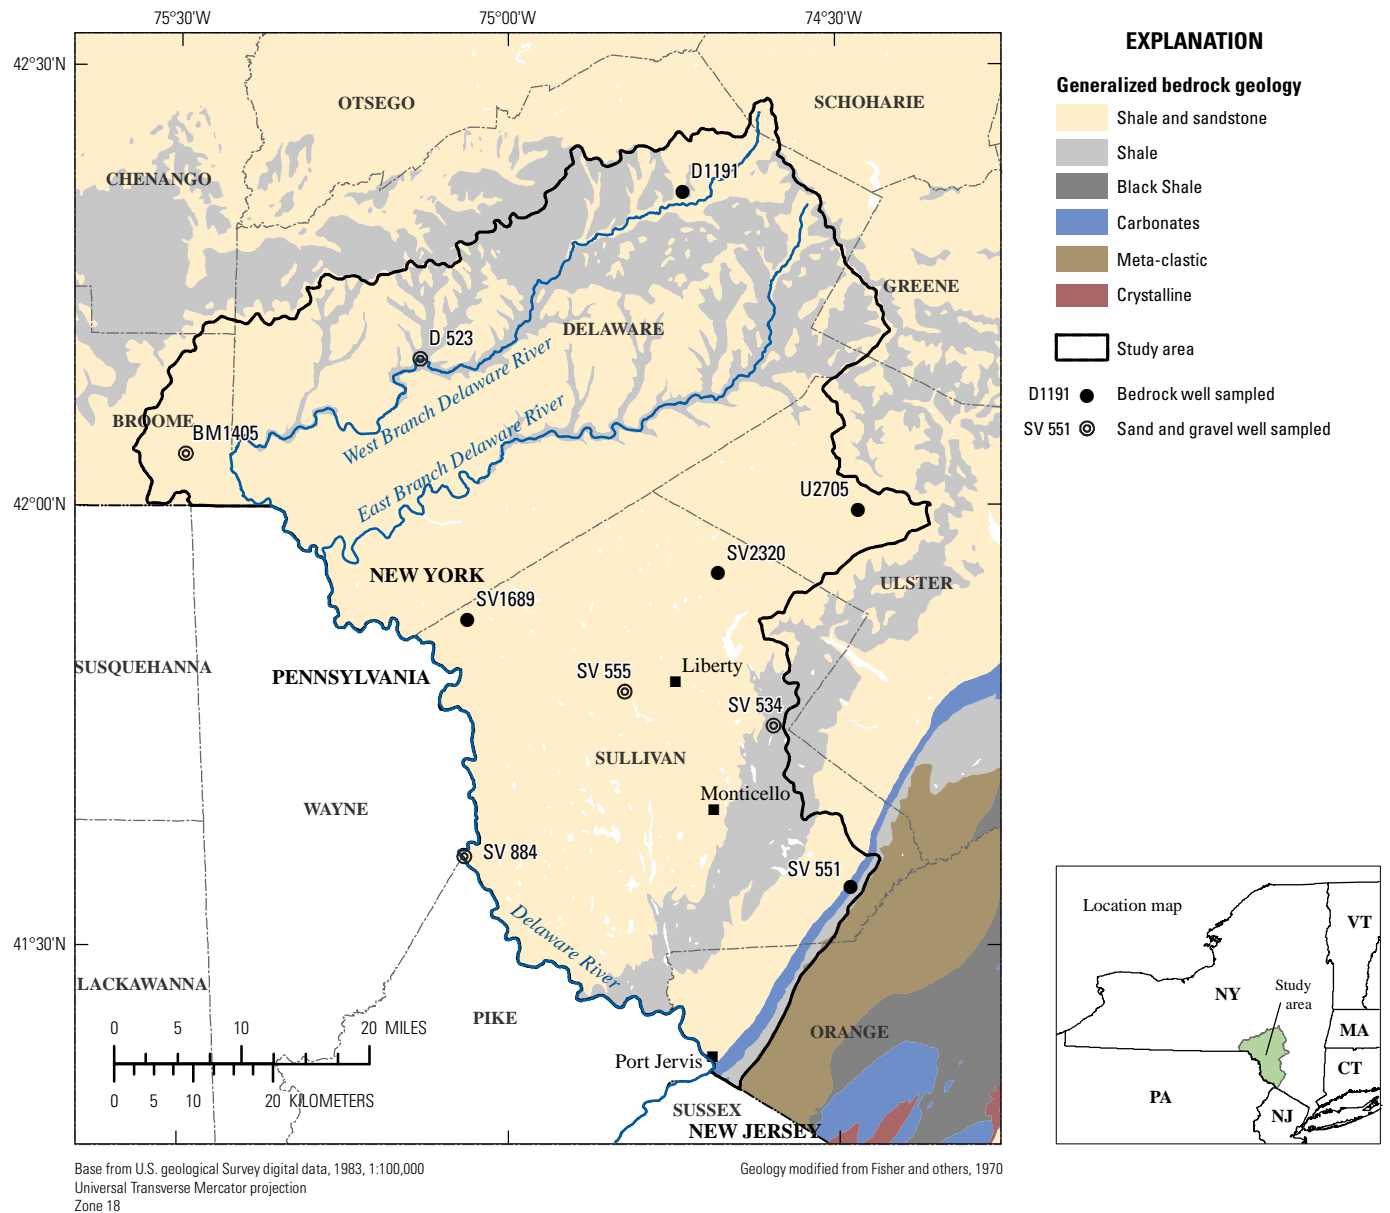 75°30'W
75°00'W
74°30'W
42°30'N
42°00'N
41°30'N
OTSEGO
SCHOHARIE
CHENANGO
D1191
GREENE
DELAWARE
D 523
West Branch Delaware River
BROOME
BM1405
East Branch Delaware River
U2705
SV2320
NEW YORK
ULSTER
SV1689
SUSQUEHANNA
PENNSYLVANIA
Liberty
SV 555
SV 534
SULLIVAN
Monticello
WAYNE
SV 884
SV 551
Delaware River
LACKAWANNA
PIKE
ORANGE
Port Jervis
SUSSEX
NEW JERSEY
0 5 10 20 MILES
0 5 10 20 KILOMETERS
Base from U.S. geological Survey digital data, 1983, 1:100,000
Universal Transverse Mercator projection
Zone 18
Geology modified from Fisher and others, 1970
EXPLANATION
Generalized bedrock geology
Shale and sandstone
Shale
Black Shale
Carbonates
Meta-clastic
Crystalline
Study area
D1191 Bedrock well sampled
SV 551 Sand and gravel well sampled
Location map
VT
NY
Study
area
MA
CT
PA
NJ